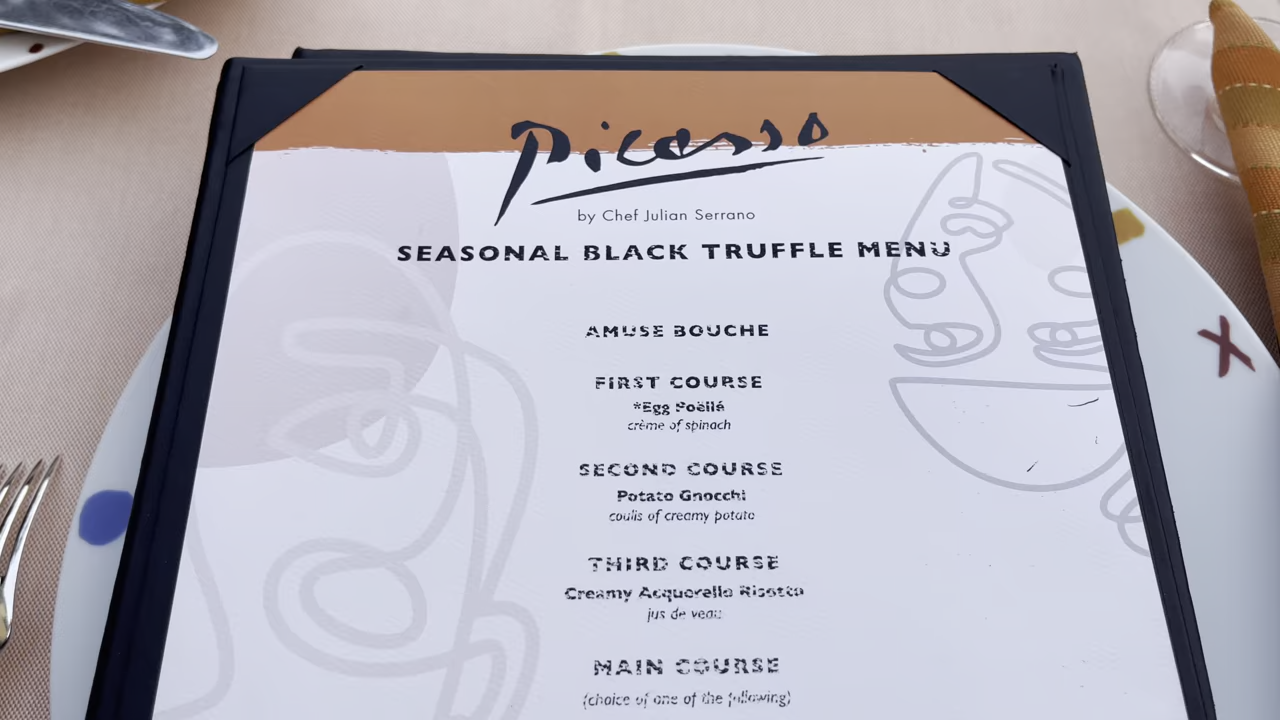 Picasso
by Chef Julian Serrano
SEASONAL BLACK TRUFFLE MENU
AMUSE BOUCHE
FIRST COURSE
*Egg Poêllé
crème of spinach
SECOND COURSE
Potato Gnocchi
coulis of creamy potato
THIRD COURSE
Creamy Acquerello Risotto
jus de veau
MAIN COURSE
(choice of one of the following)